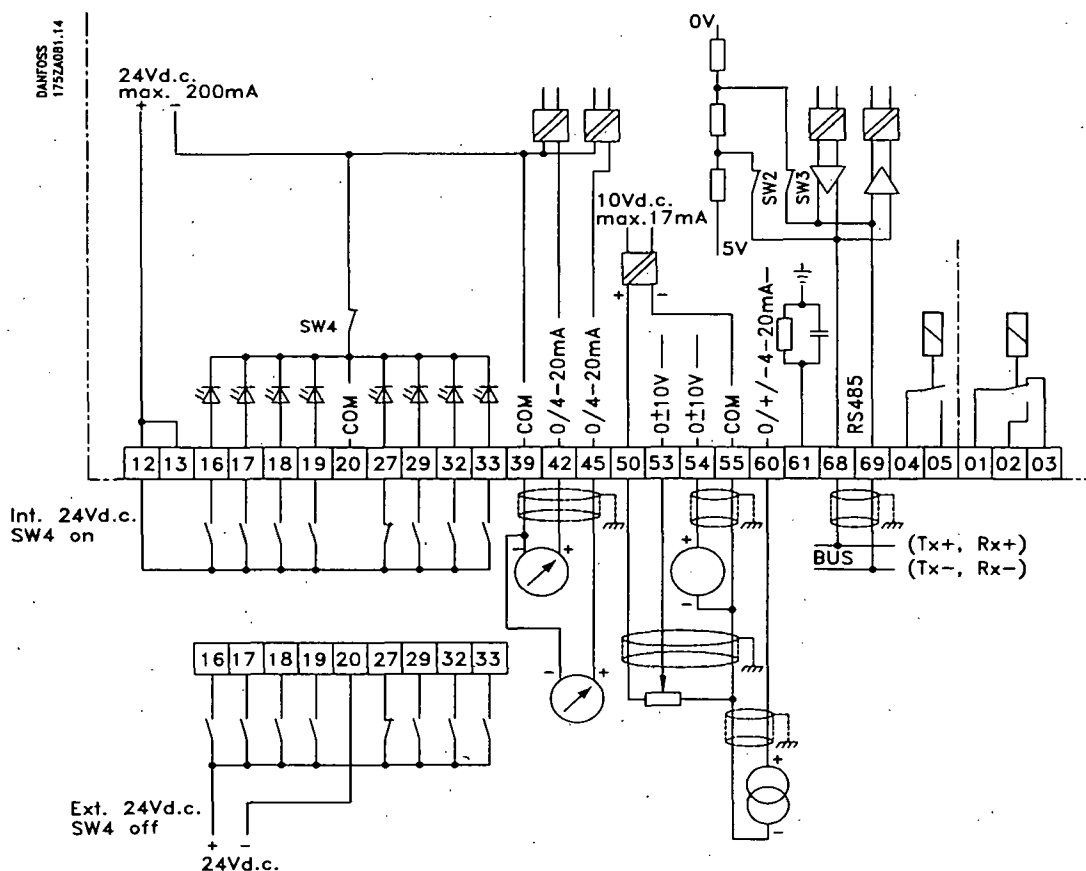 DANFOSS
175ZA081.14
24Vd.c.
max. 200mA
+ −
0V
SW2
SW3
5V
10Vd.c.
max.17mA
+ −
SW4
COM
COM
0/4−20mA
0/4−20mA
0±10V
0±10V
COM
0/+/−4−20mA−
RS485
12 13 16 17 18 19 20 27 29 32 33 39 42 45 50 53 54 55 60 61 68 69 04 05 01 02 03
Int. 24Vd.c.
SW4 on
− +
+
−
BUS
(Tx+, Rx+)
(Tx−, Rx−)
16 17 18 19 20 27 29 32 33
− +
+
−
Ext. 24Vd.c.
SW4 off
+ −
24Vd.c.